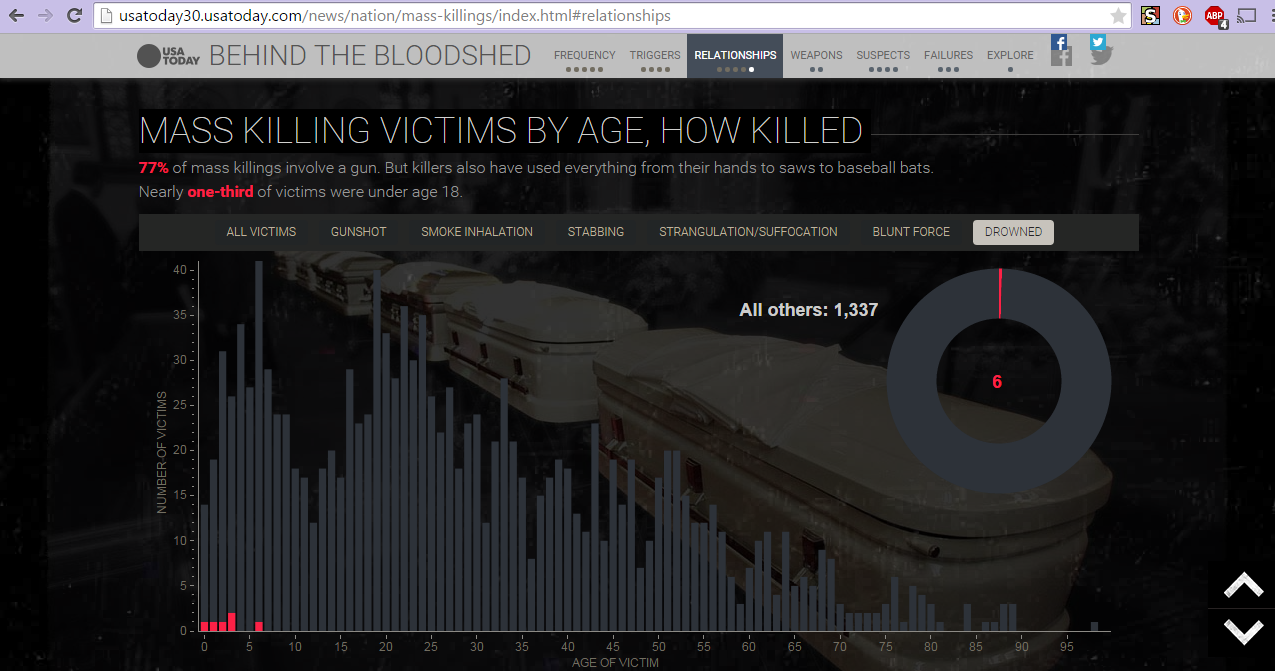 usatoday30.usatoday.com/news/nation/mass-killings/index.html#relationships
S
ABP
4
USA
TODAY
BEHIND THE BLOODSHED
FREQUENCY
TRIGGERS
RELATIONSHIPS
WEAPONS
SUSPECTS
FAILURES
EXPLORE
f
f
MASS KILLING VICTIMS BY AGE, HOW KILLED
77% of mass killings involve a gun. But killers also have used everything from their hands to saws to baseball bats.
Nearly one-third of victims were under age 18.
ALL VICTIMS
GUNSHOT
SMOKE INHALATION
STABBING
STRANGULATION/SUFFOCATION
BLUNT FORCE
DROWNED
All others: 1,337
6
NUMBER OF VICTIMS
40
35
30
25
20
15
10
5
0
0 5 10 15 20 25 30 35 40 45 50 55 60 65 70 75 80 85 90 95
AGE OF VICTIM